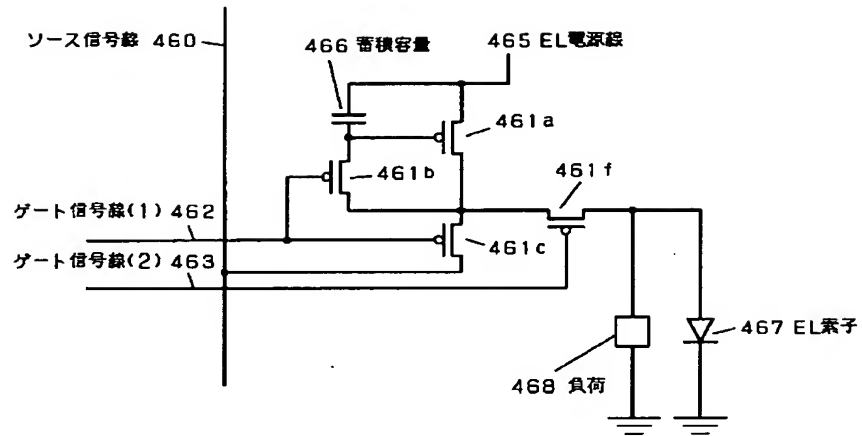 ソース信号線 460
466 蓄積容量
465 EL電源線
461a
461b
461f
ゲート信号線(1) 462
461c
ゲート信号線(2) 463
467 EL素子
468 負荷